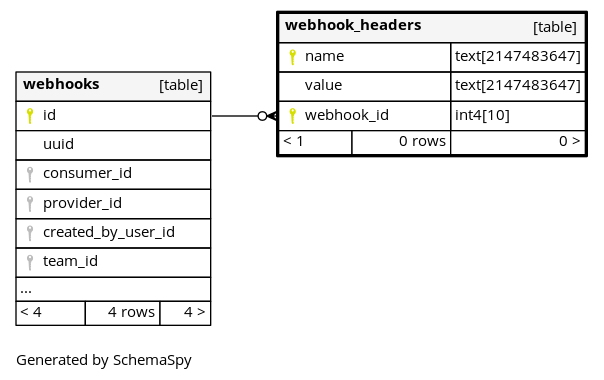 webhook_headers [table]
name text[2147483647]
value text[2147483647]
webhook_id int4[10]
< 1 0 rows 0 >
webhooks [table]
id
uuid
consumer_id
provider_id
created_by_user_id
team_id
...
< 4 4 rows 4 >
Generated by SchemaSpy